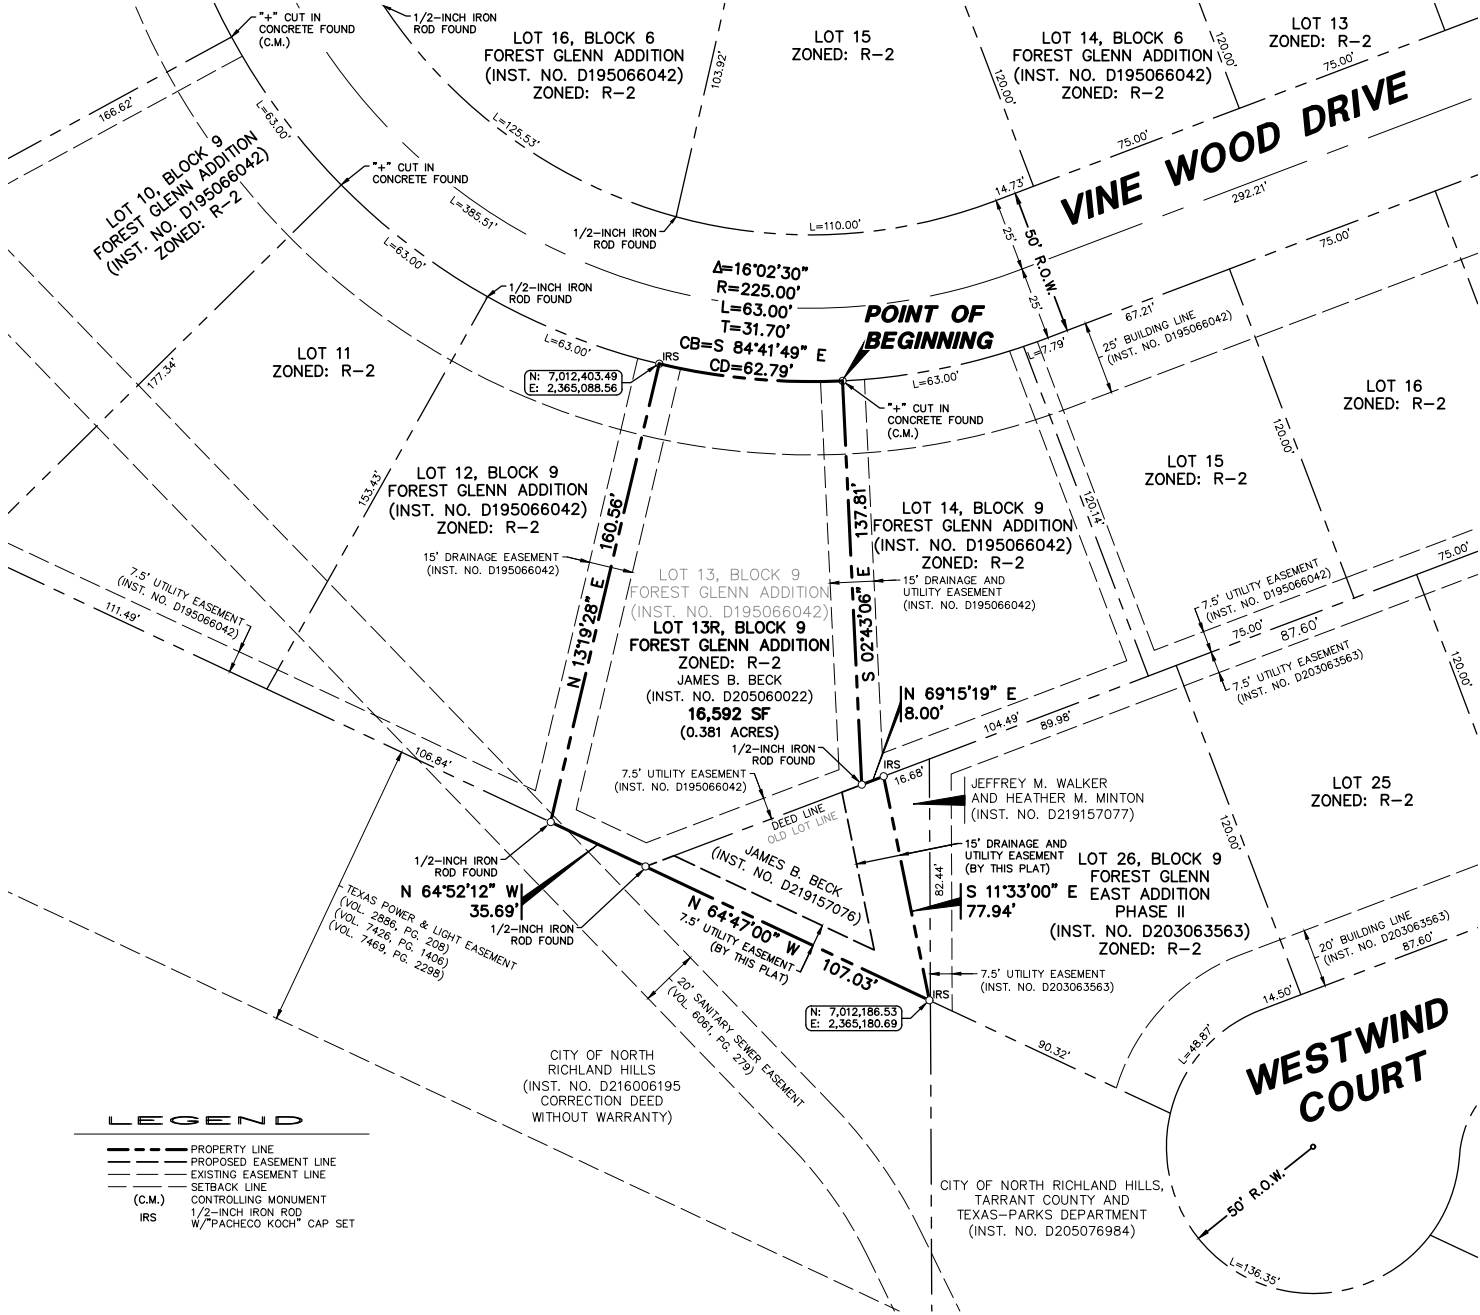 "+" CUT IN
CONCRETE FOUND
(C.M.)
1/2-INCH IRON
ROD FOUND
LOT 16, BLOCK 6
FOREST GLENN ADDITION
(INST. NO. D195066042)
ZONED: R-2
103.92'
LOT 15
ZONED: R-2
LOT 14, BLOCK 6
FOREST GLENN ADDITION
(INST. NO. D195066042)
ZONED: R-2
120.00'
120.00'
LOT 13
ZONED: R-2
75.00'
75.00'
VINE WOOD DRIVE
292.21'
166.62'
L=63.00'
L=125.53'
LOT 10, BLOCK 9
FOREST GLENN ADDITION
(INST. NO. D195066042)
ZONED: R-2
"+" CUT IN
CONCRETE FOUND
L=385.51'
1/2-INCH IRON
ROD FOUND
L=110.00'
14.73'
25'
50' R.O.W.
25'
75.00'
L=63.00'
1/2-INCH IRON
ROD FOUND
Δ=16°02'30"
R=225.00'
L=63.00'
T=31.70'
CB=S 84°41'49" E
CD=62.79'
POINT OF
BEGINNING
67.21'
25' BUILDING LINE
(INST. NO. D195066042)
L=7.79'
L=63.00'
IRS
N: 7,012,403.49
E: 2,365,088.56
L=63.00'
"+" CUT IN
CONCRETE FOUND
(C.M.)
LOT 11
ZONED: R-2
177.34'
LOT 16
ZONED: R-2
120.00'
LOT 15
ZONED: R-2
153.43'
LOT 12, BLOCK 9
FOREST GLENN ADDITION
(INST. NO. D195066042)
ZONED: R-2
15' DRAINAGE EASEMENT
(INST. NO. D195066042)
N 13°19'28" E 160.56'
S 02°43'06" E 137.81'
LOT 14, BLOCK 9
FOREST GLENN ADDITION
(INST. NO. D195066042)
ZONED: R-2
120.14'
15' DRAINAGE AND
UTILITY EASEMENT
(INST. NO. D195066042)
7.5' UTILITY EASEMENT
(INST. NO. D195066042)
111.49'
LOT 13, BLOCK 9
FOREST GLENN ADDITION
(INST. NO. D195066042)
LOT 13R, BLOCK 9
FOREST GLENN ADDITION
ZONED: R-2
JAMES B. BECK
(INST. NO. D205060022)
16,592 SF
(0.381 ACRES)
7.5' UTILITY EASEMENT
(INST. NO. D195066042)
75.00'
75.00'
87.60'
7.5' UTILITY EASEMENT
(INST. NO. D203063563)
120.00'
N 69°15'19" E
8.00'
104.49'
89.98'
1/2-INCH IRON
ROD FOUND
IRS
16.68'
7.5' UTILITY EASEMENT
(INST. NO. D195066042)
106.84'
DEED LINE
OLD LOT LINE
JEFFREY M. WALKER
AND HEATHER M. MINTON
(INST. NO. D219157077)
LOT 25
ZONED: R-2
120.00'
JAMES B. BECK
(INST. NO. D219157076)
15' DRAINAGE AND
UTILITY EASEMENT
(BY THIS PLAT)
82.44'
LOT 26, BLOCK 9
FOREST GLENN
EAST ADDITION
PHASE II
(INST. NO. D203063563)
ZONED: R-2
S 11°33'00" E
77.94'
1/2-INCH IRON
ROD FOUND
N 64°52'12" W
35.69'
1/2-INCH IRON
ROD FOUND
TEXAS POWER & LIGHT EASEMENT
(VOL. 2886, PG. 208)
(VOL. 7426, PG. 1406)
(VOL. 7469, PG. 2298)
N 64°47'00" W
107.03'
7.5' UTILITY EASEMENT
(BY THIS PLAT)
20' BUILDING LINE
(INST. NO. D203063563)
87.60'
7.5' UTILITY EASEMENT
(INST. NO. D203063563)
IRS
14.50'
N: 7,012,186.53
E: 2,365,180.69
20' SANITARY SEWER EASEMENT
(VOL. 6061, PG. 279)
L=48.87'
90.32'
WESTWIND
COURT
CITY OF NORTH
RICHLAND HILLS
(INST. NO. D216006195
CORRECTION DEED
WITHOUT WARRANTY)
50' R.O.W.
L=136.35'
CITY OF NORTH RICHLAND HILLS,
TARRANT COUNTY AND
TEXAS-PARKS DEPARTMENT
(INST. NO. D205076984)
LEGEND
PROPERTY LINE
PROPOSED EASEMENT LINE
EXISTING EASEMENT LINE
SETBACK LINE
(C.M.) CONTROLLING MONUMENT
IRS 1/2-INCH IRON ROD
W/"PACHECO KOCH" CAP SET